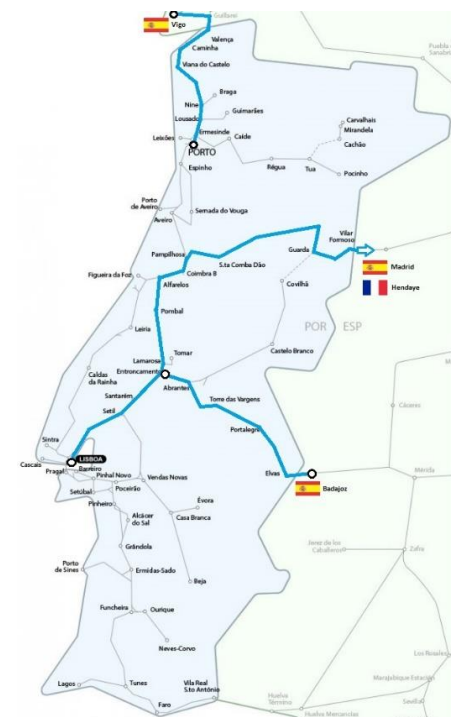 Guillarei
Vigo
Valença
Caminha
Viana do Castelo
Braga
Nine
Guimarães
Lousado
Carvalhais
Leixões
Ermesinde
Caíde
Mirandela
Cachão
PORTO
Espinho
Régua
Tua
Pocinho
Porto
de Aveiro
Aveiro
Sernada do Vouga
Vilar
Formoso
Guarda
Pampilhosa
S.ta Comba Dão
Madrid
Coimbra B
Figueira da Foz
Alfarelos
Hendaye
Covilhã
Pombal
POR
ESP
Leiria
Lamarosa
Tomar
Castelo Branco
Entroncamento
Caldas
da Rainha
Abrantes
Santarém
Torre das Vargens
Cáceres
Setil
Portalegre
Sintra
LISBOA
Cascais
Barreiro
Pragal
Pinhal Novo
Vendas Novas
Elvas
Mérida
Badajoz
Setúbal
Poceirão
Évora
Pinheiro
Casa Branca
Alcácer
do Sal
Grândola
Jerez de los
Caballeros
Zafra
Porto
de Sines
Ermidas-Sado
Beja
Funcheira
Ourique
Neves-Corvo
Los Rosales
Lagos
Tunes
Vila Real
S.to António
Majarabique Estación
Faro
Huelva
Término
Sevilla
Huelva Mercancías